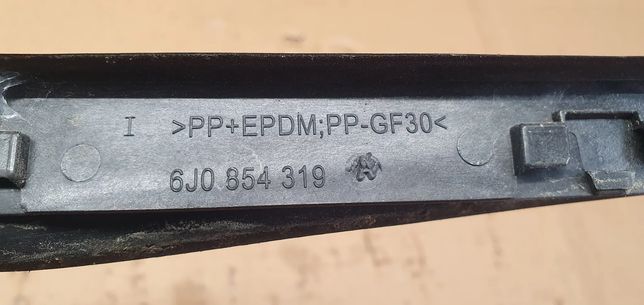 I >PP+EPDM;PP-GF30<
6J0 854 319 A